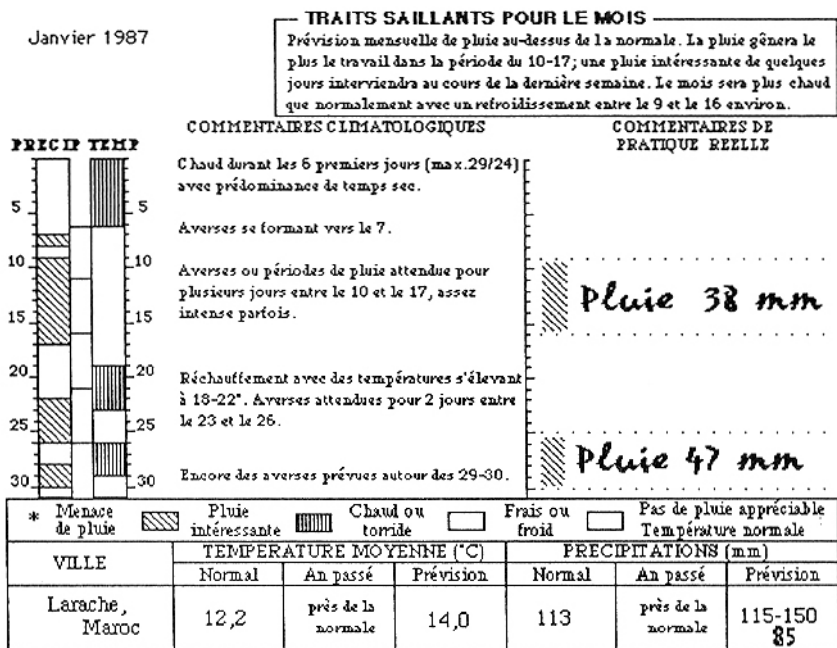 Janvier 1987
TRAITS SAILLANTS POUR LE MOIS
Prévision mensuelle de pluie au-dessus de la normale. La pluie gênera le
plus le travail dans la période du 10-17; une pluie intéressante de quelques
jours interviendra au cours de la dernière semaine. Le mois sera plus chaud
que normalement avec un refroidissement entre le 9 et le 16 environ.
PRECIP TEMP
COMMENTAIRES CLIMATOLOGIQUES
COMMENTAIRES DE
PRATIQUE REELLE
Chaud durant les 6 premiers jours (max.29/24)
avec prédominance de temps sec.
5 5
Averses se formant vers le 7.
10 10
Averses ou périodes de pluie attendue pour
plusieurs jours entre le 10 et le 17, assez
intense parfois.
Pluie 38 mm
15 15
20 20
Réchauffement avec des températures s'élevant
à 18-22°. Averses attendues pour 2 jours entre
le 23 et le 26.
25 25
Pluie 47 mm
30 30
Encore des averses prévues autour des 29-30.
* Menace
de pluie
Pluie
intéressante
Chaud ou
torride
Frais ou
froid
Pas de pluie appréciable
Température normale
VILLE
TEMPERATURE MOYENNE (°C)
PRECIPITATIONS (mm)
Normal An passé Prévision Normal An passé Prévision
Larache,
Maroc
12,2
près de la
normale
14,0
113
près de la
normale
115-150
85